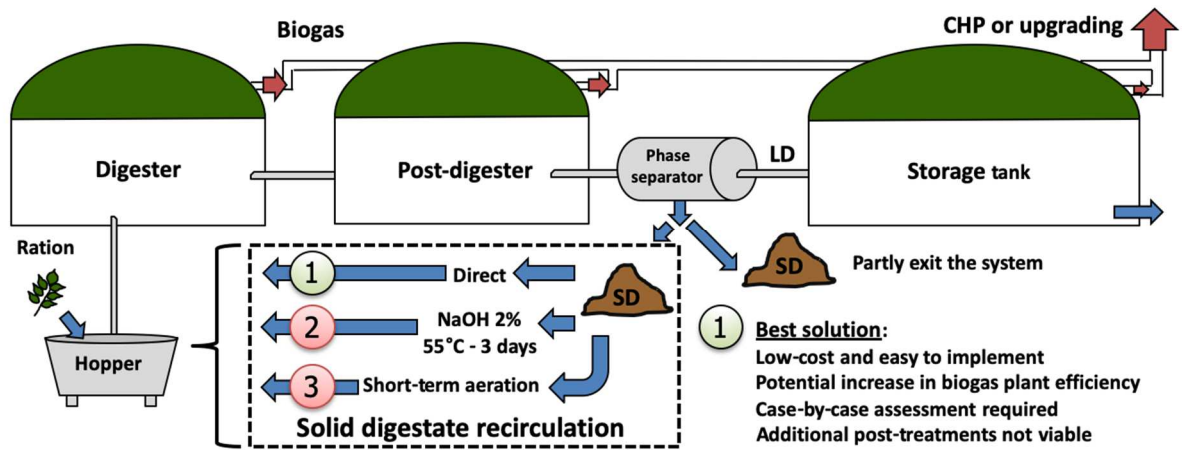 Biogas
CHP or upgrading
Digester
Post-digester
Phase
separator
LD
Storage tank
Ration
Hopper
1
Direct
SD
2
NaOH 2%
55°C - 3 days
3
Short-term aeration
Solid digestate recirculation
SD
Partly exit the system
1
Best solution:
Low-cost and easy to implement
Potential increase in biogas plant efficiency
Case-by-case assessment required
Additional post-treatments not viable